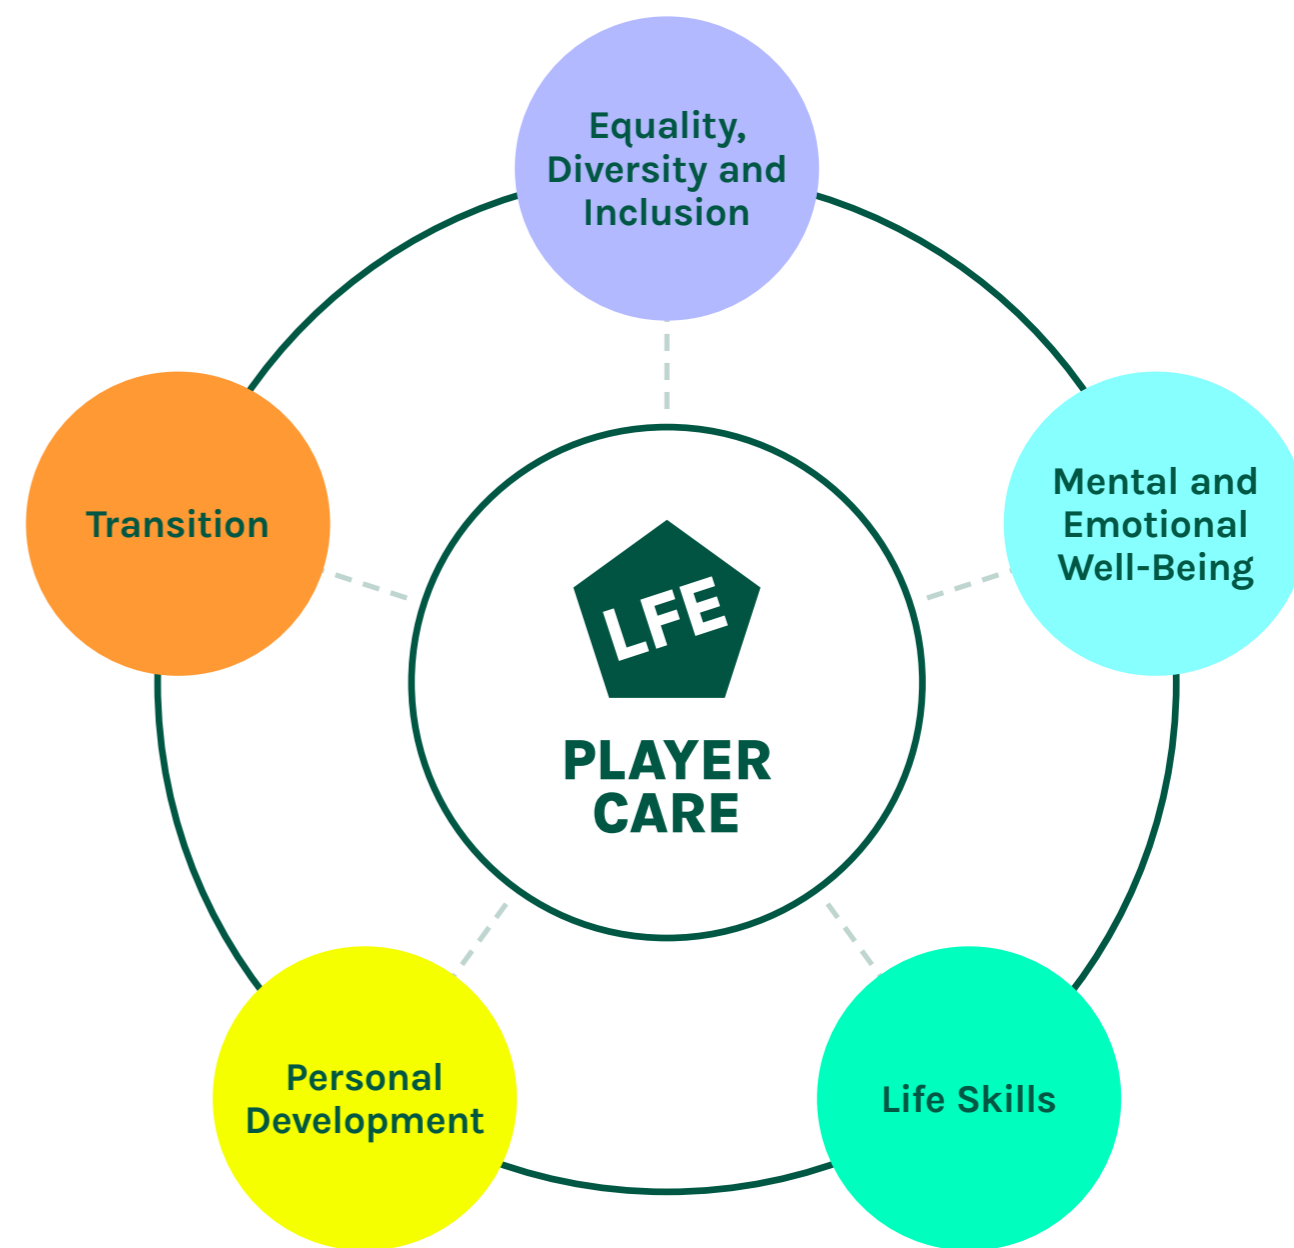 Equality,
Diversity and
Inclusion
Mental and
Emotional
Well-Being
Transition
LFE
PLAYER
CARE
Personal
Development
Life Skills